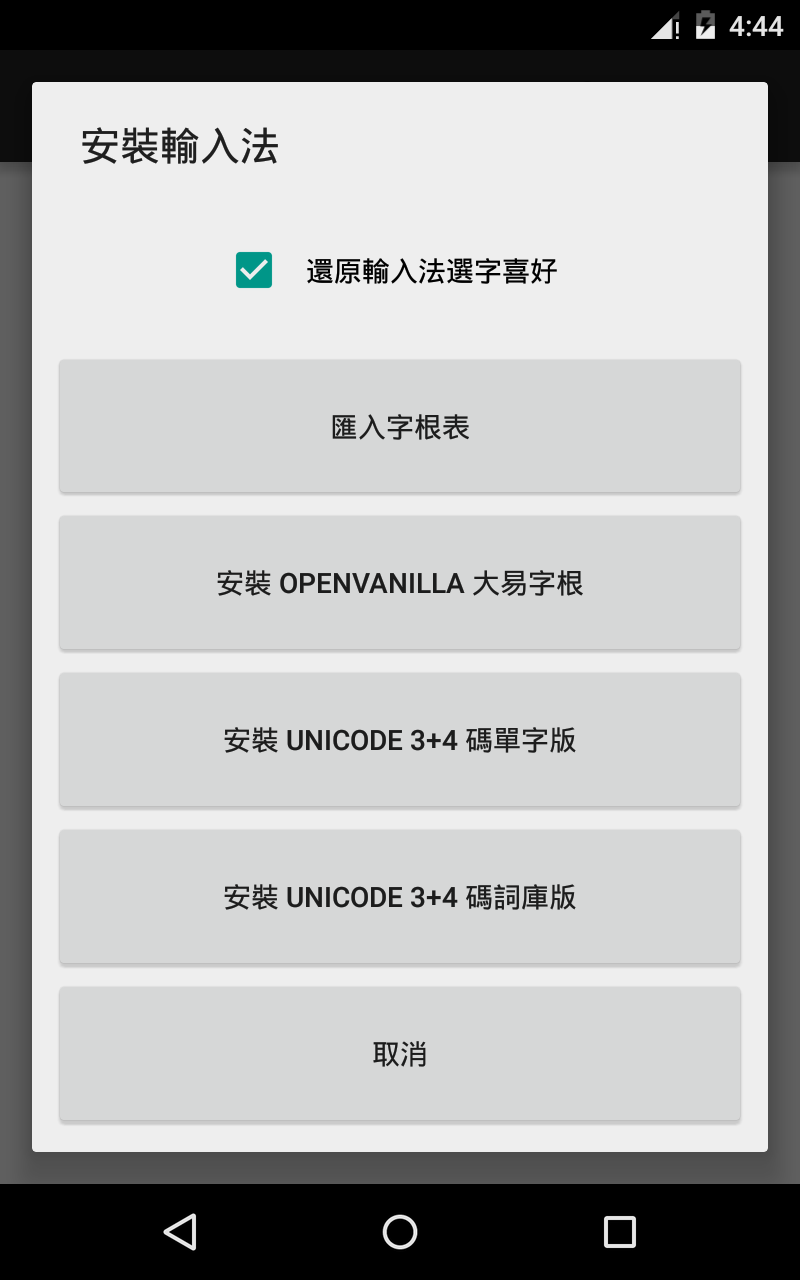 4:44
安裝輸入法
還原輸入法選字喜好
匯入字根表
安裝 OPENVANILLA 大易字根
安裝 UNICODE 3+4 碼單字版
安裝 UNICODE 3+4 碼詞庫版
取消